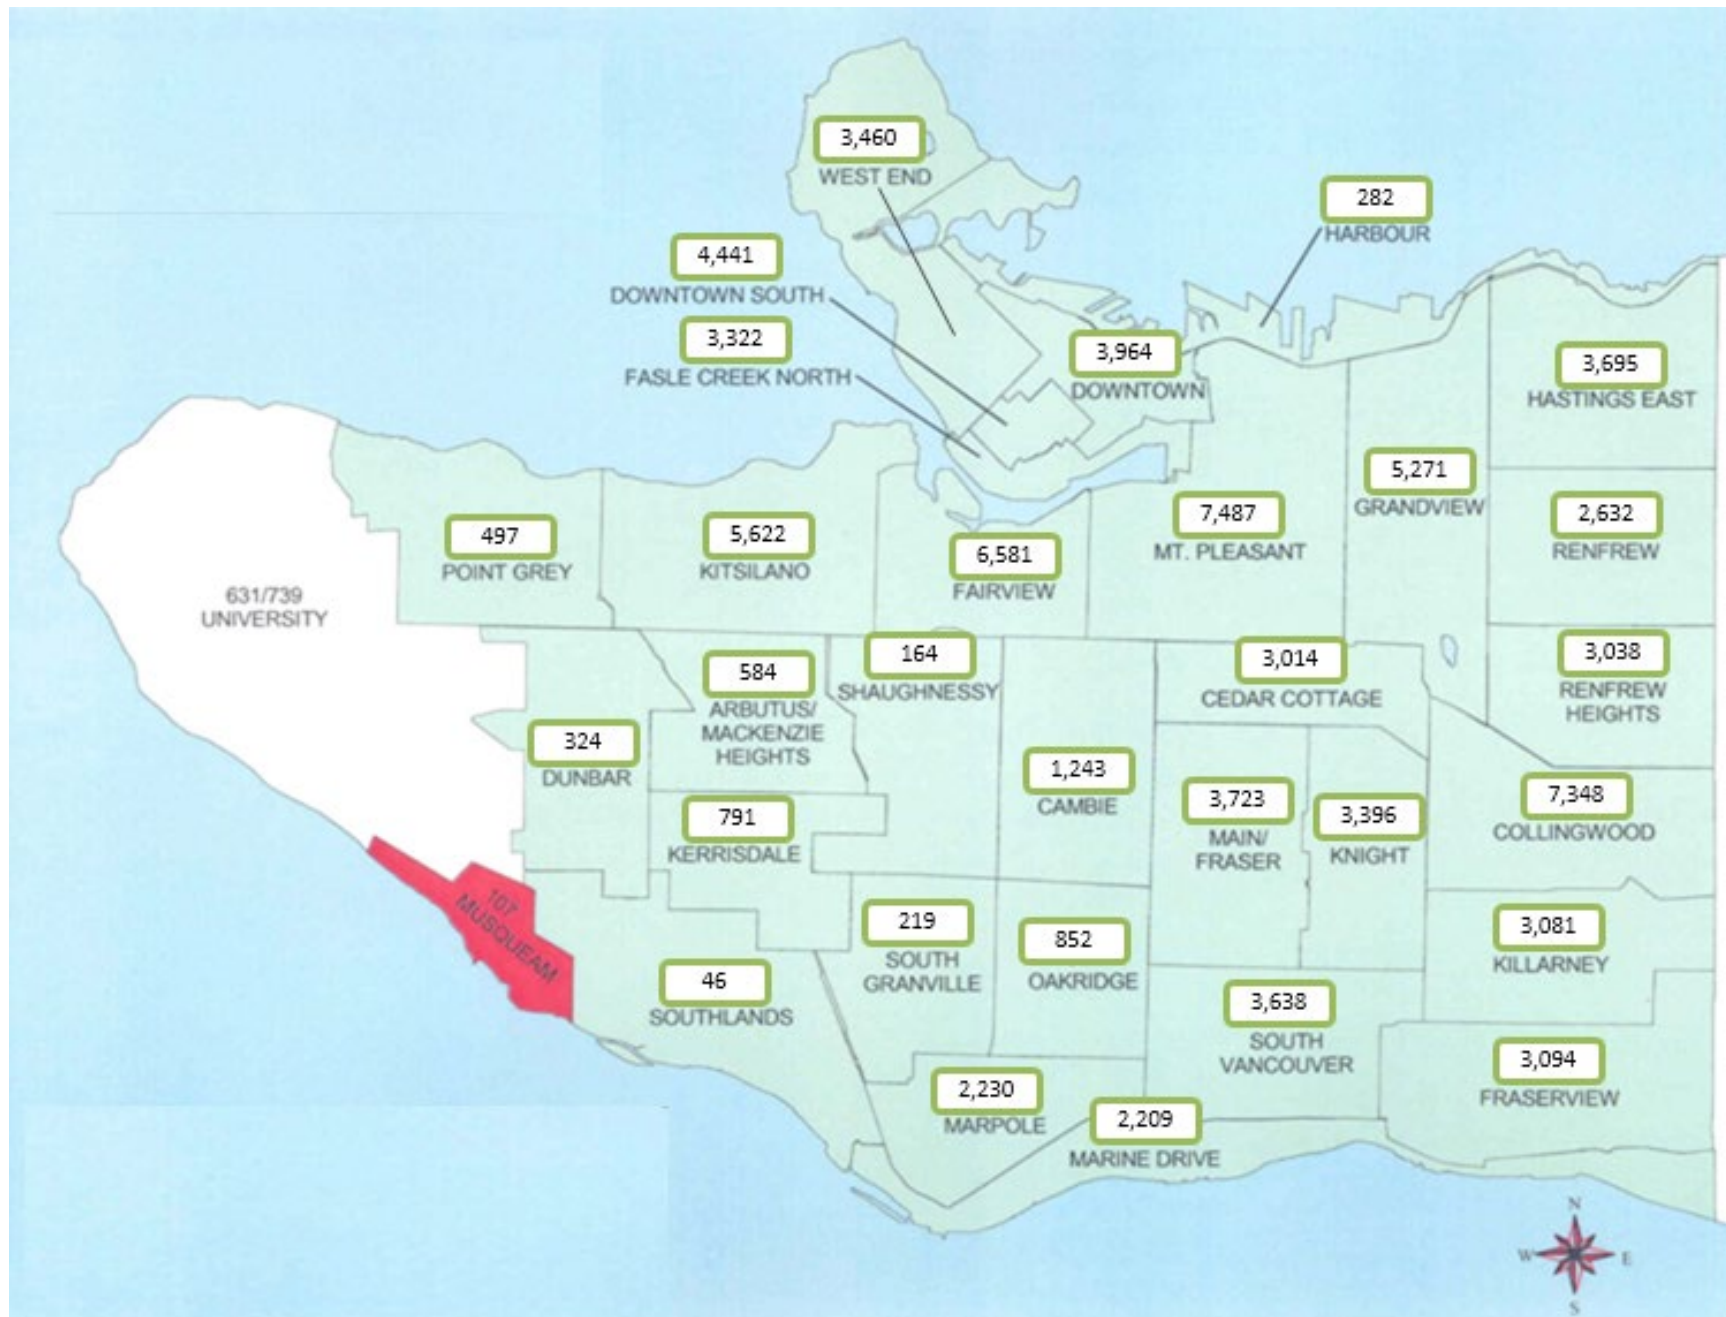 3,460
WEST END
282
HARBOUR
4,441
DOWNTOWN SOUTH
3,322
FASLE CREEK NORTH
3,964
DOWNTOWN
3,695
HASTINGS EAST
5,271
GRANDVIEW
497
POINT GREY
5,622
KITSILANO
6,581
FAIRVIEW
7,487
MT. PLEASANT
2,632
RENFREW
631/739
UNIVERSITY
584
ARBUTUS/
MACKENZIE
HEIGHTS
164
SHAUGHNESSY
3,014
CEDAR COTTAGE
3,038
RENFREW
HEIGHTS
324
DUNBAR
791
KERRISDALE
1,243
CAMBIE
3,723
MAIN/
FRASER
3,396
KNIGHT
7,348
COLLINGWOOD
107
MUSQUEAM
46
SOUTHLANDS
219
SOUTH
GRANVILLE
852
OAKRIDGE
3,081
KILLARNEY
3,638
SOUTH
VANCOUVER
3,094
FRASERVIEW
2,230
MARPOLE
2,209
MARINE DRIVE
N
W E
S